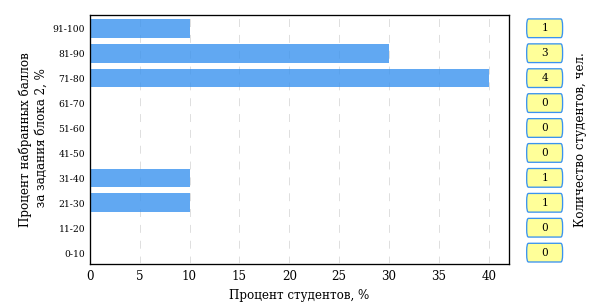 Процент набранных баллов
за задания блока 2, %
91-100 1
81-90 3
71-80 4
61-70 0
51-60 0
41-50 0
31-40 1
21-30 1
11-20 0
0-10 0
0 5 10 15 20 25 30 35 40
Процент студентов, %
Количество студентов, чел.